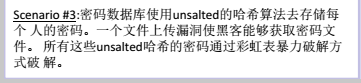 Scenario #3:密码数据库使用unsalted的哈希算法去存储每
个 人的密码。一个文件上传漏洞使黑客能够获取密码文
件。 所有这些unsalted哈希的密码通过彩虹表暴力破解方
式破 解。